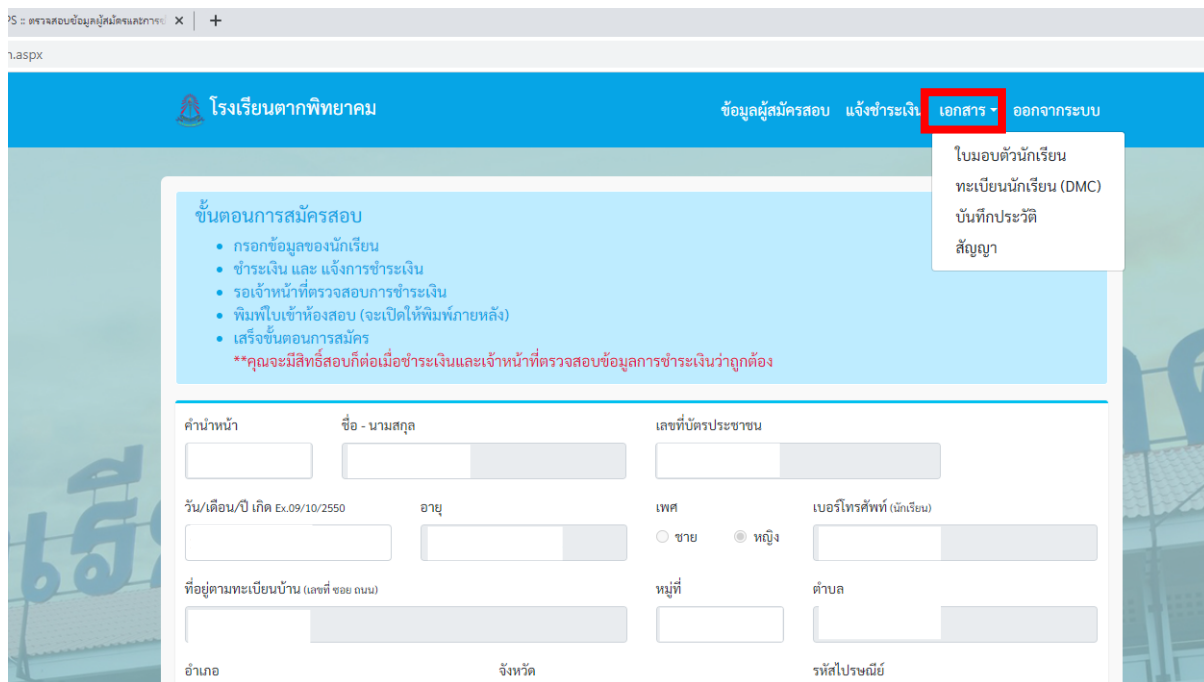 PS :: ตรวจสอบข้อมูลผู้สมัครและการช
n.aspx
โรงเรียนตากพิทยาคม
ข้อมูลผู้สมัครสอบ แจ้งชำระเงิน เอกสาร ออกจากระบบ
ใบมอบตัวนักเรียน
ทะเบียนนักเรียน (DMC)
บันทึกประวัติ
สัญญา
ขั้นตอนการสมัครสอบ
กรอกข้อมูลของนักเรียน
ชำระเงิน และ แจ้งการชำระเงิน
รอเจ้าหน้าที่ตรวจสอบการชำระเงิน
พิมพ์ใบเข้าห้องสอบ (จะเปิดให้พิมพ์ภายหลัง)
เสร็จขั้นตอนการสมัคร
**คุณจะมีสิทธิ์สอบก็ต่อเมื่อชำระเงินและเจ้าหน้าที่ตรวจสอบข้อมูลการชำระเงินว่าถูกต้อง
คำนำหน้า ชื่อ - นามสกุล เลขที่บัตรประชาชน
วัน/เดือน/ปี เกิด Ex.09/10/2550 อายุ เพศ เบอร์โทรศัพท์ (นักเรียน)
ชาย หญิง
ที่อยู่ตามทะเบียนบ้าน (เลขที่ ซอย ถนน) หมู่ที่ ตำบล
อำเภอ จังหวัด รหัสไปรษณีย์